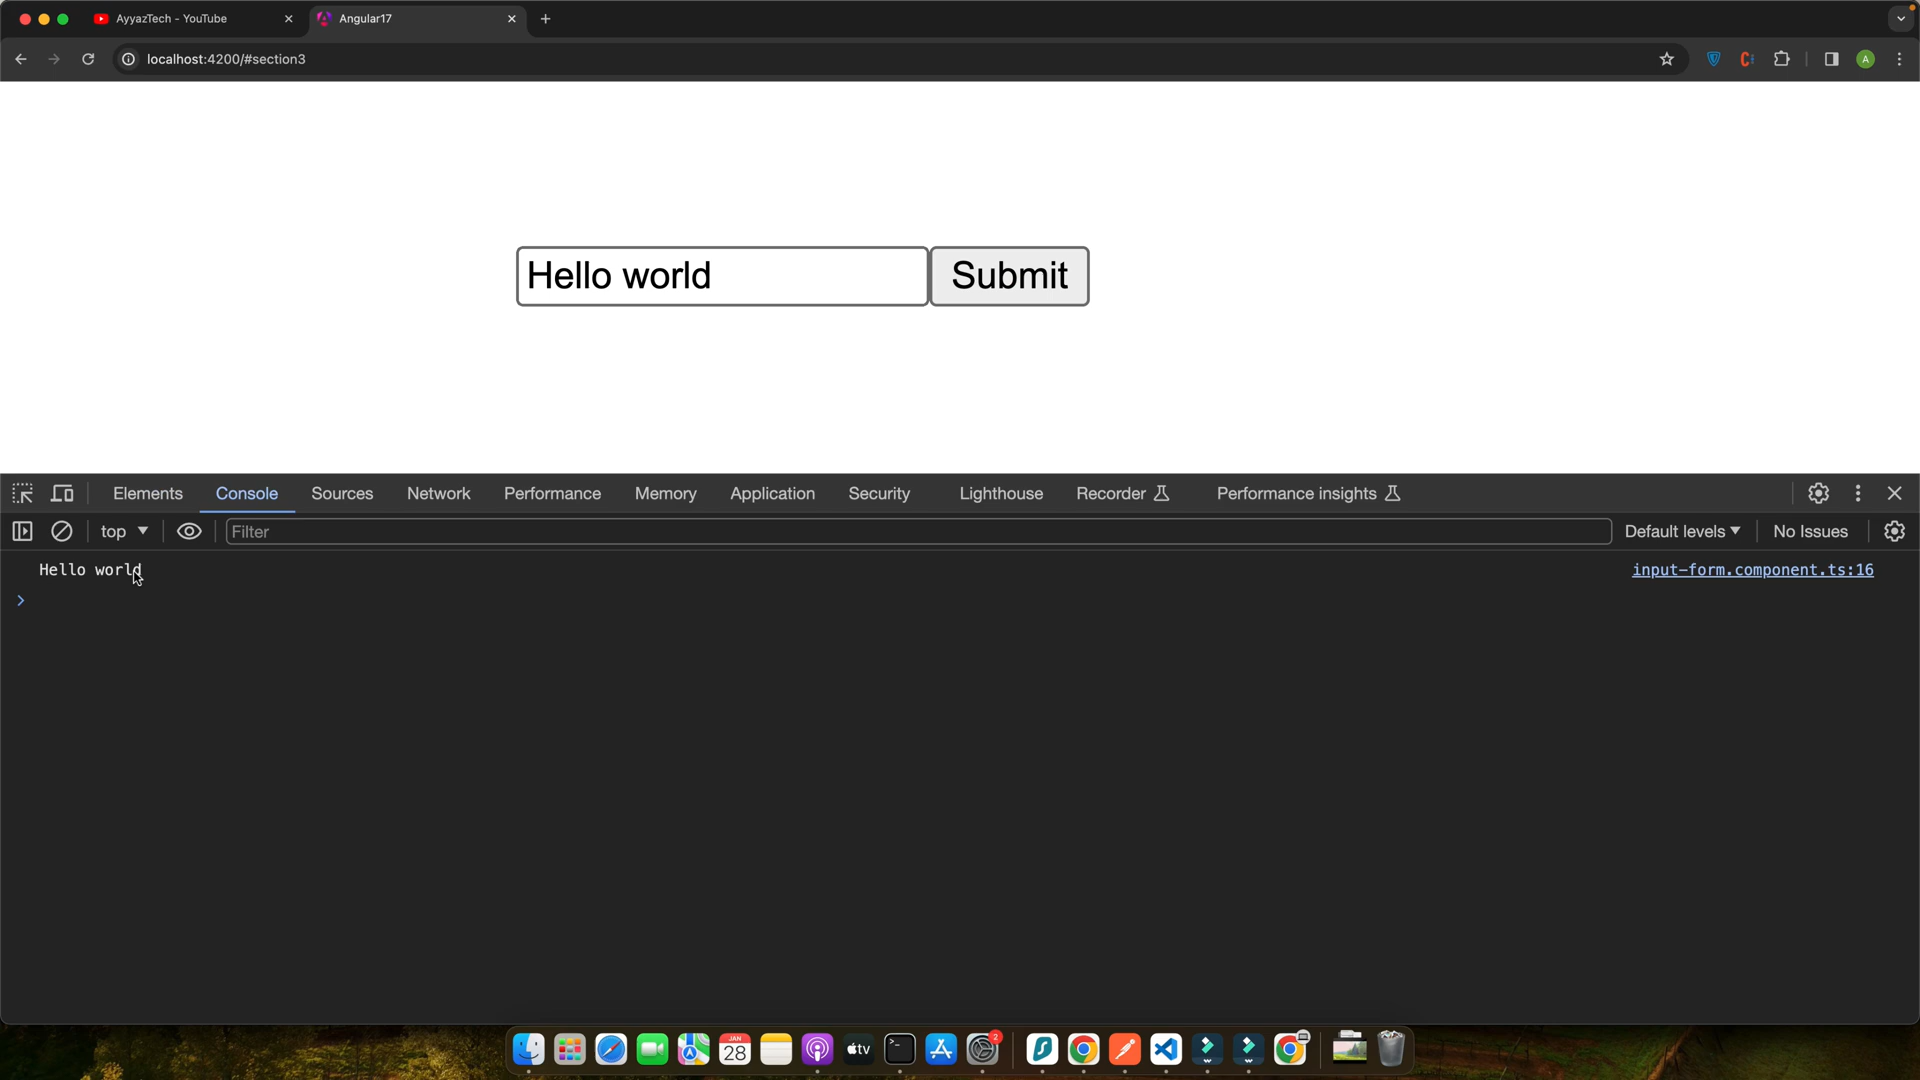 AyyazTech - YouTube
Angular17
localhost:4200/#section3
A
Hello world
Submit
Elements
Console
Sources
Network
Performance
Memory
Application
Security
Lighthouse
Recorder
Performance insights
top
Filter
Default levels
No Issues
Hello world
input-form.component.ts:16
JAN
28
tv
2